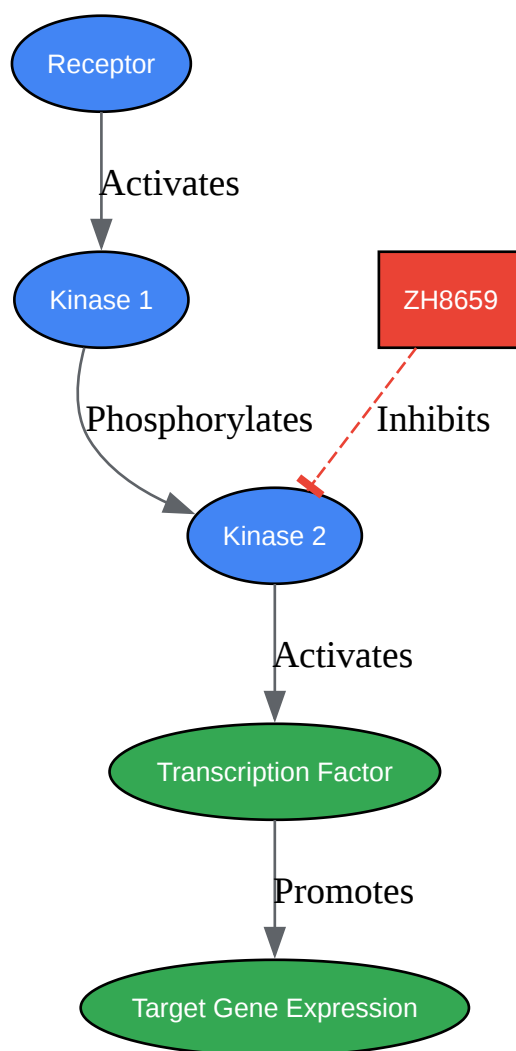 Receptor
Activates
Kinase 1
ZH8659
Phosphorylates
Inhibits
Kinase 2
Activates
Transcription Factor
Promotes
Target Gene Expression